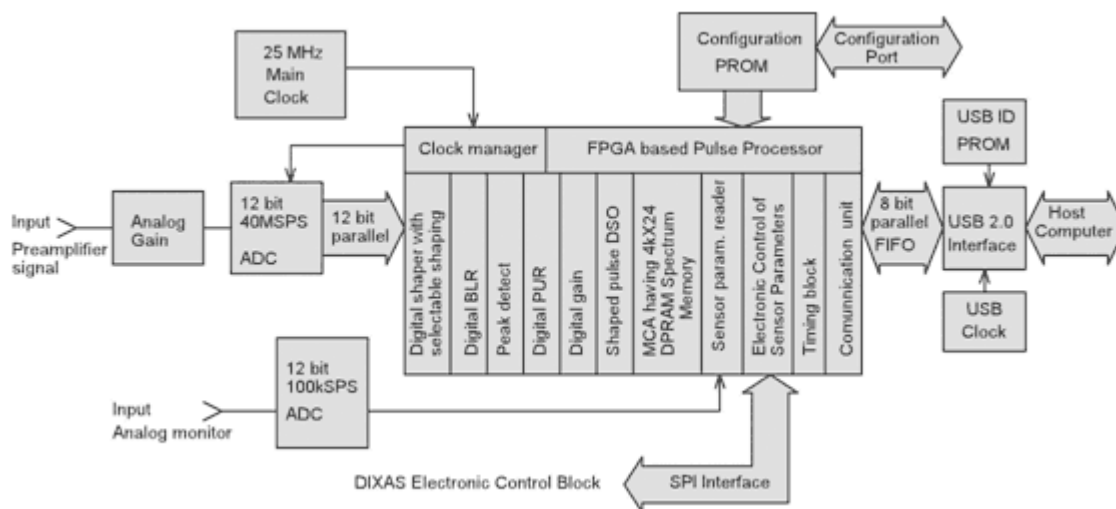 25 MHz
Main
Clock
Configuration
PROM
Configuration
Port
USB ID
PROM
Clock manager
FPGA based Pulse Processor
Input
Preamplifier
signal
Analog
Gain
12 bit
40MSPS
ADC
12 bit
parallel
Digital shaper with
selectable shaping
Digital BLR
Peak detect
Digital PUR
Digital gain
Shaped pulse DSO
MCA having 4kX24
DPRAM Spectrum
Memory
Sensor param. reader
Electronic Control of
Sensor Parameters
Timing block
Comunnication unit
8 bit
parallel
FIFO
USB 2.0
Interface
Host
Computer
USB
Clock
12 bit
100kSPS
ADC
Input
Analog monitor
DIXAS Electronic Control Block
SPI Interface